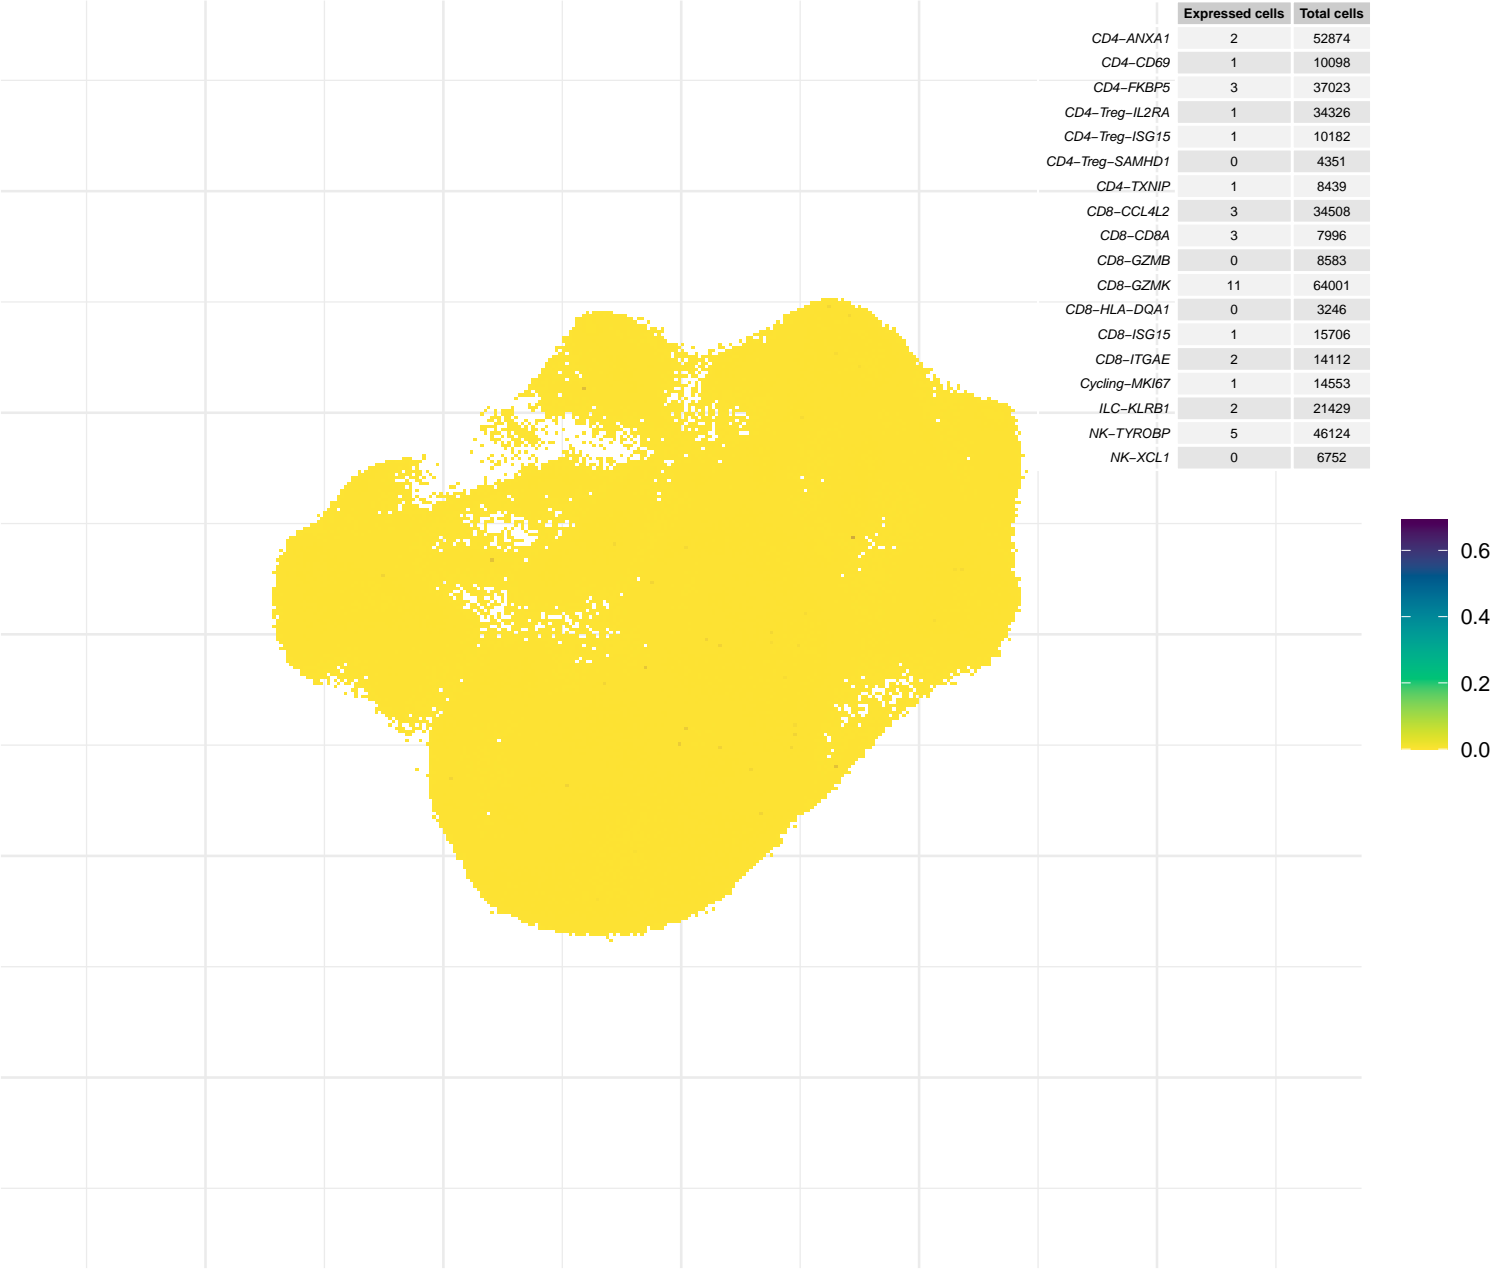 Expressed cells Total cells
CD4−ANXA1 2 52874
CD4−CD69 1 10098
CD4−FKBP5 3 37023
CD4−Treg−IL2RA 1 34326
CD4−Treg−ISG15 1 10182
CD4−Treg−SAMHD1 0 4351
CD4−TXNIP 1 8439
CD8−CCL4L2 3 34508
CD8−CD8A 3 7996
CD8−GZMB 0 8583
CD8−GZMK 11 64001
CD8−HLA−DQA1 0 3246
CD8−ISG15 1 15706
CD8−ITGAE 2 14112
Cycling−MKI67 1 14553
ILC−KLRB1 2 21429
NK−TYROBP 5 46124
NK−XCL1 0 6752
0.6
0.4
0.2
0.0